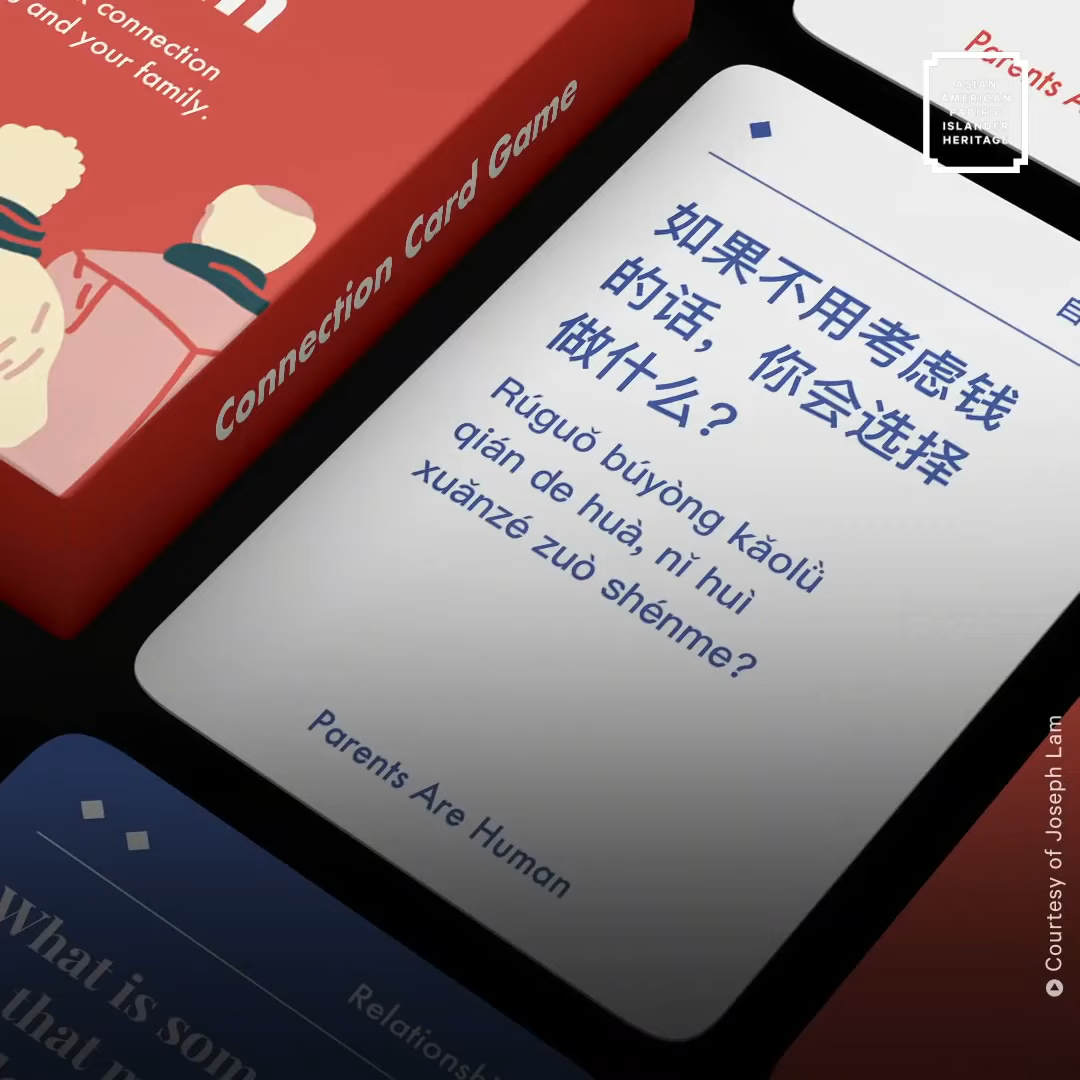 connection
and your family.
Connection Card Game
Parents
ASIAN
AMERICAN
PACIFIC
ISLANDER
HERITAGE
如果不用考虑钱
的话，你会选择
做什么？
Rúguǒ búyòng kǎolǜ
qián de huà, nǐ huì
xuǎnzé zuò shénme?
Parents Are Human
What is som
that m
Relationshi
Courtesy of Joseph Lam